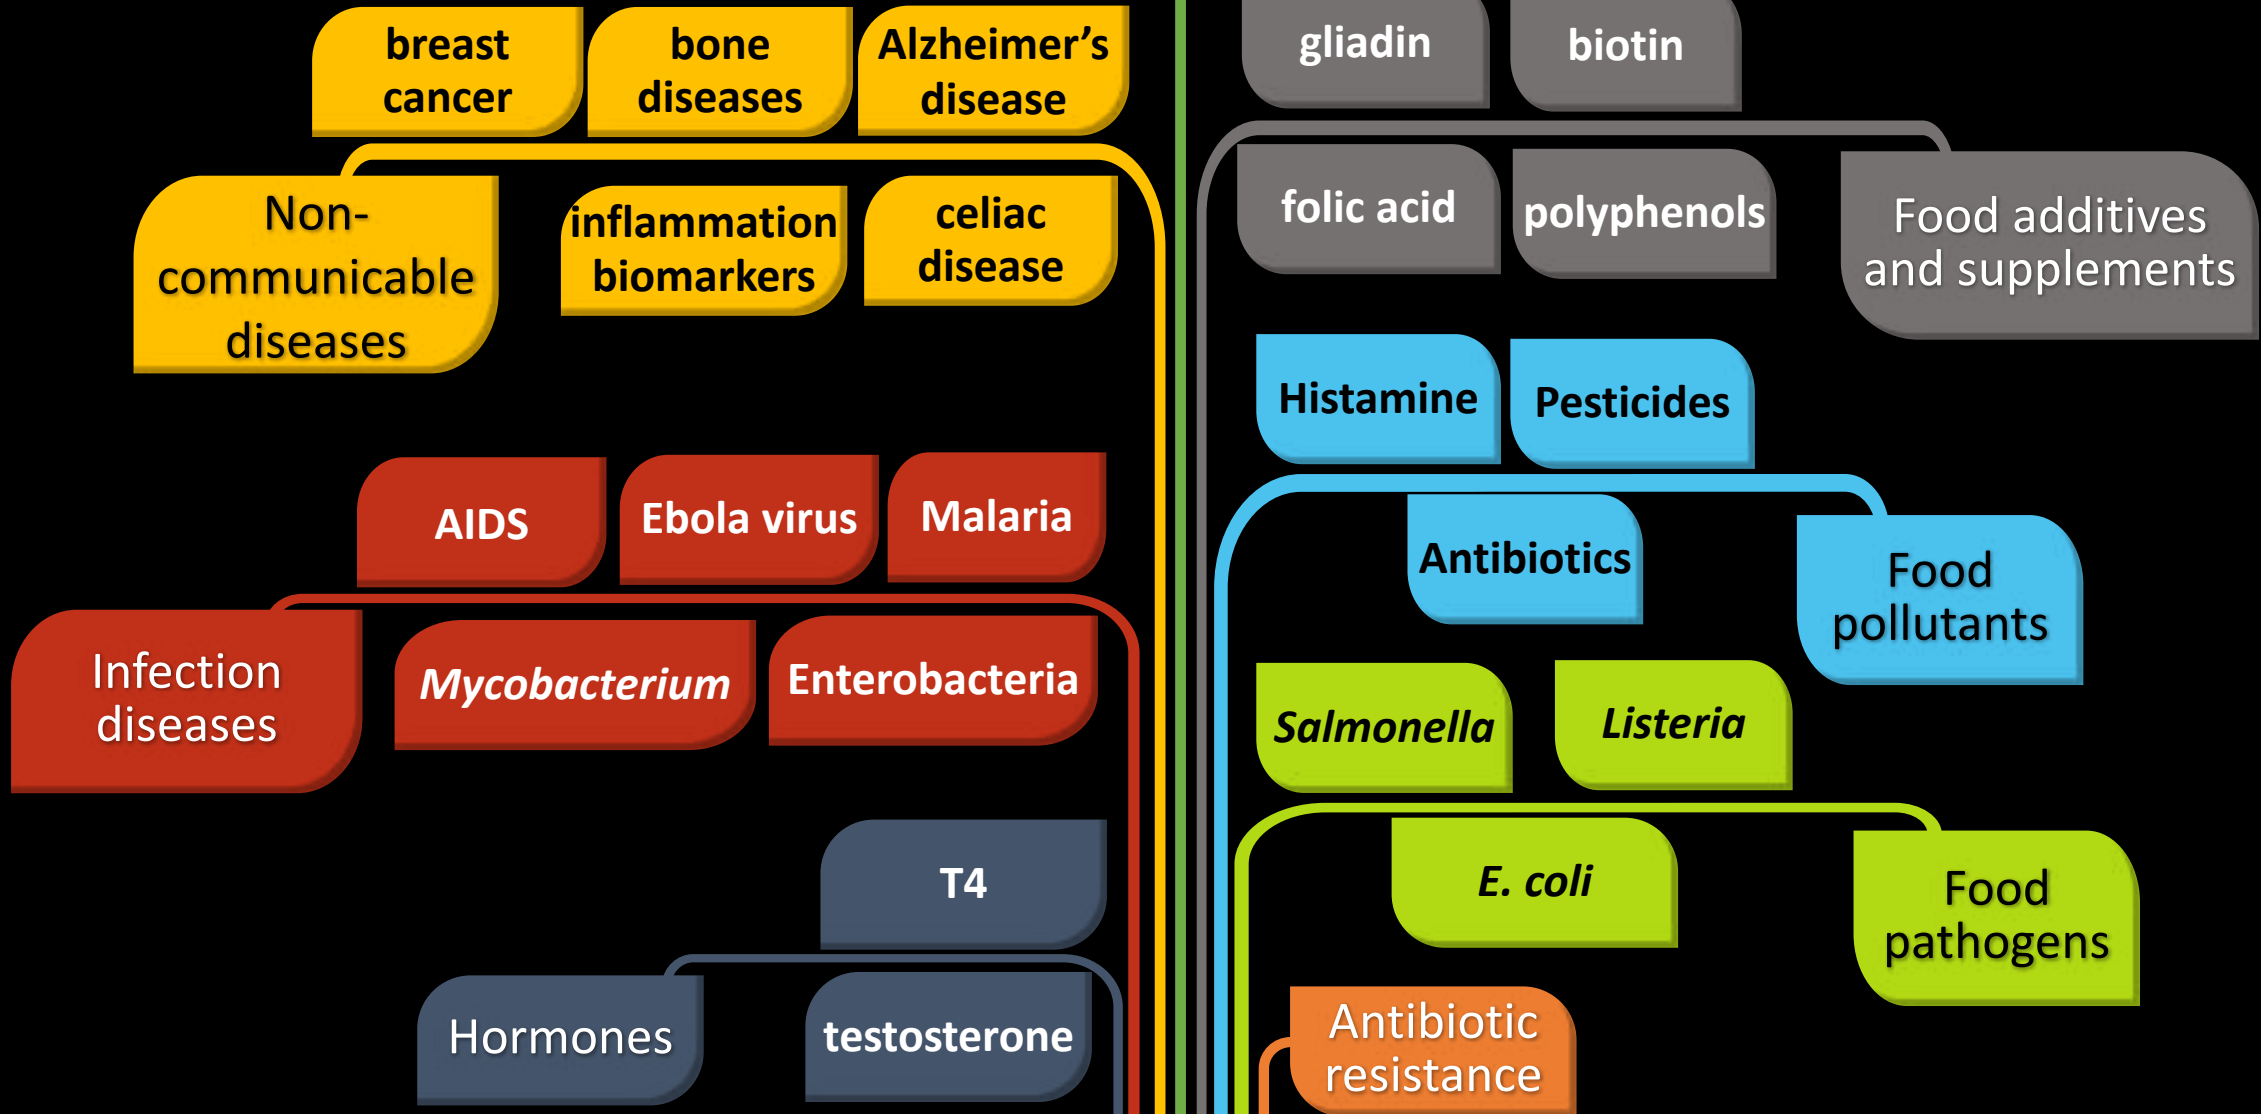 breast
cancer
bone
diseases
Alzheimer’s
disease
Non-
communicable
diseases
inflammation
biomarkers
celiac
disease
AIDS
Ebola virus
Malaria
Infection
diseases
Mycobacterium
Enterobacteria
T4
Hormones
testosterone
gliadin
biotin
folic acid
polyphenols
Food additives
and supplements
Histamine
Pesticides
Antibiotics
Food
pollutants
Salmonella
Listeria
E. coli
Food
pathogens
Antibiotic
resistance